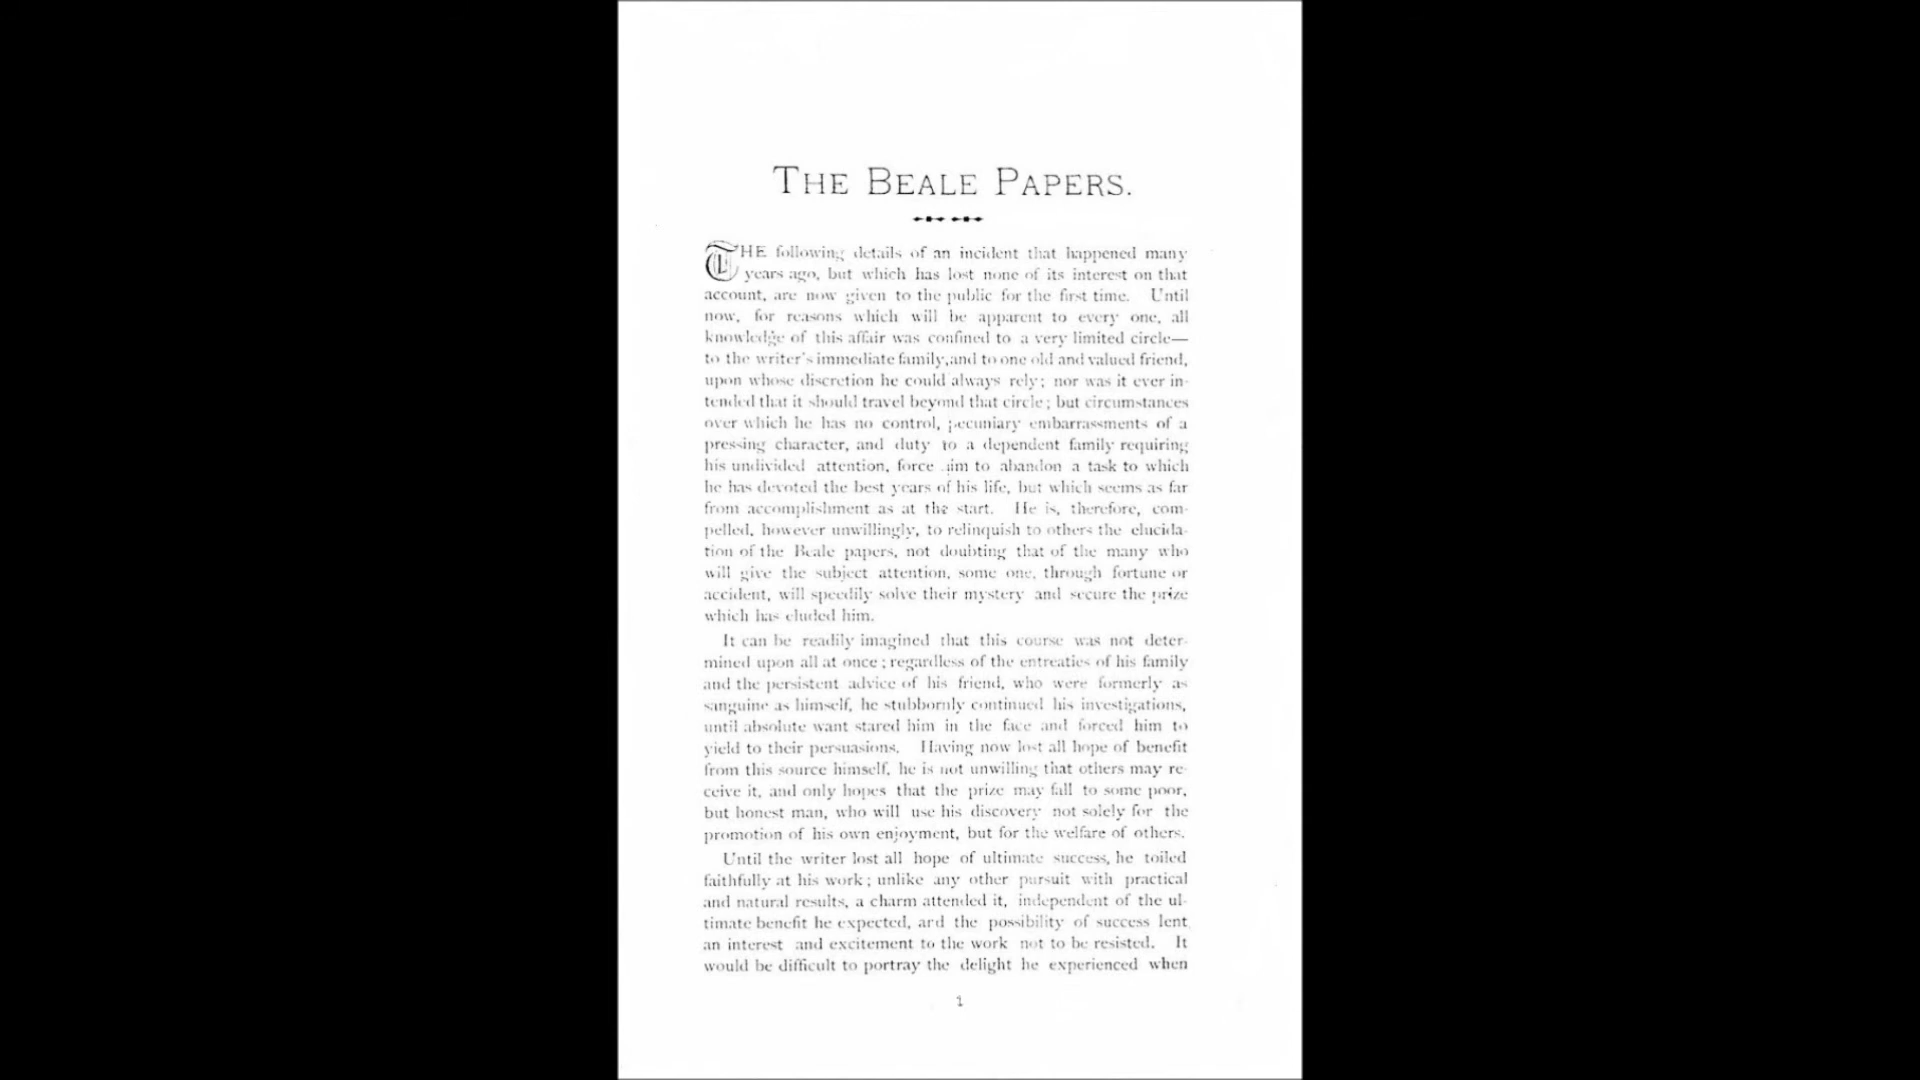 THE BEALE PAPERS.
THE following details of an incident that happened many
years ago, but which has lost none of its interest on that
account, are now given to the public for the first time. Until
now, for reasons which will be apparent to every one, all
knowledge of this affair was confined to a very limited circle—
to the writer's immediate family, and to one old and valued friend,
upon whose discretion he could always rely; nor was it ever in-
tended that it should travel beyond that circle; but circumstances
over which he has no control, pecuniary embarrassments of a
pressing character, and duty to a dependent family requiring
his undivided attention, force him to abandon a task to which
he has devoted the best years of his life, but which seems as far
from accomplishment as at the start. He is, therefore, com-
pelled, however unwillingly, to relinquish to others the elucida-
tion of the Beale papers, not doubting that of the many who
will give the subject attention, some one, through fortune or
accident, will speedily solve their mystery and secure the prize
which has eluded him.
It can be readily imagined that this course was not deter-
mined upon all at once; regardless of the entreaties of his family
and the persistent advice of his friend, who were formerly as
sanguine as himself, he stubbornly continued his investigations,
until absolute want stared him in the face and forced him to
yield to their persuasions. Having now lost all hope of benefit
from this source himself, he is not unwilling that others may re-
ceive it, and only hopes that the prize may fall to some poor,
but honest man, who will use his discovery not solely for the
promotion of his own enjoyment, but for the welfare of others.
Until the writer lost all hope of ultimate success, he toiled
faithfully at his work; unlike any other pursuit with practical
and natural results, a charm attended it, independent of the ul-
timate benefit he expected, and the possibility of success lent
an interest and excitement to the work not to be resisted. It
would be difficult to portray the delight he experienced when
1